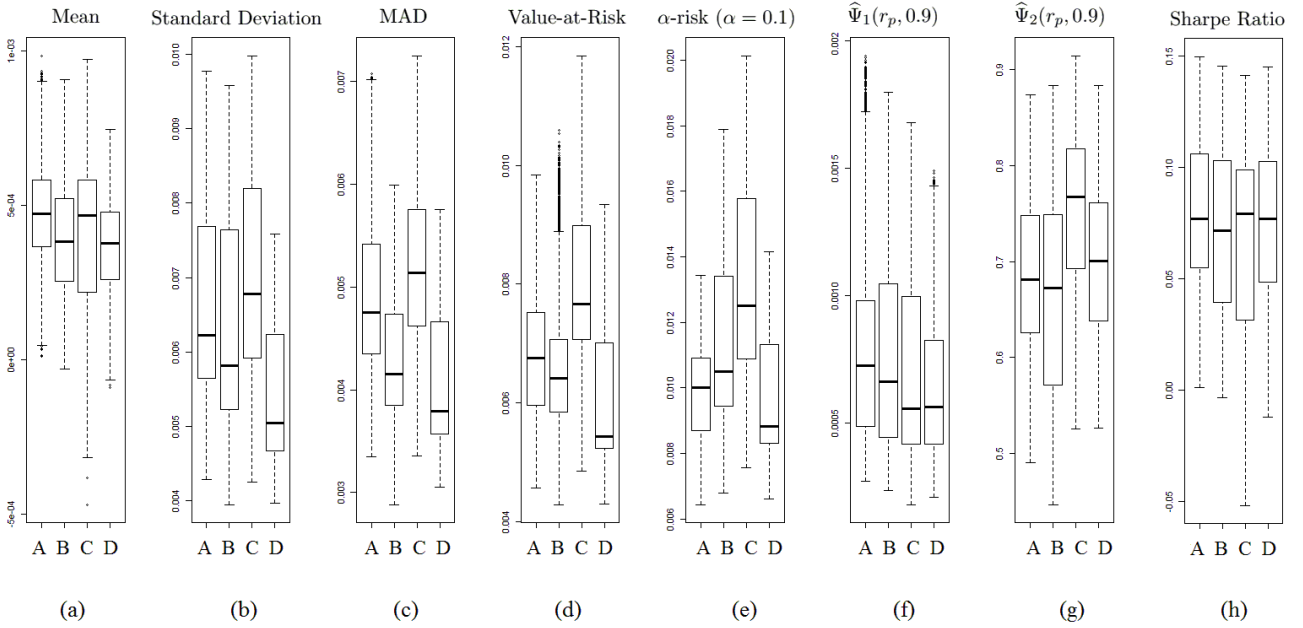 Mean
Standard Deviation
MAD
Value-at-Risk
α-risk (α = 0.1)
Ψ̂₁(rₚ, 0.9)
Ψ̂₂(rₚ, 0.9)
Sharpe Ratio
1e-03
5e-04
0e+00
-5e-04
0.010
0.009
0.008
0.007
0.006
0.005
0.004
0.007
0.006
0.005
0.004
0.003
0.012
0.010
0.008
0.006
0.004
0.020
0.018
0.016
0.014
0.012
0.010
0.008
0.006
0.002
0.0015
0.0010
0.0005
0.9
0.8
0.7
0.6
0.5
0.15
0.10
0.05
0.00
-0.05
A B C D
A B C D
A B C D
A B C D
A B C D
A B C D
A B C D
A B C D
(a)
(b)
(c)
(d)
(e)
(f)
(g)
(h)